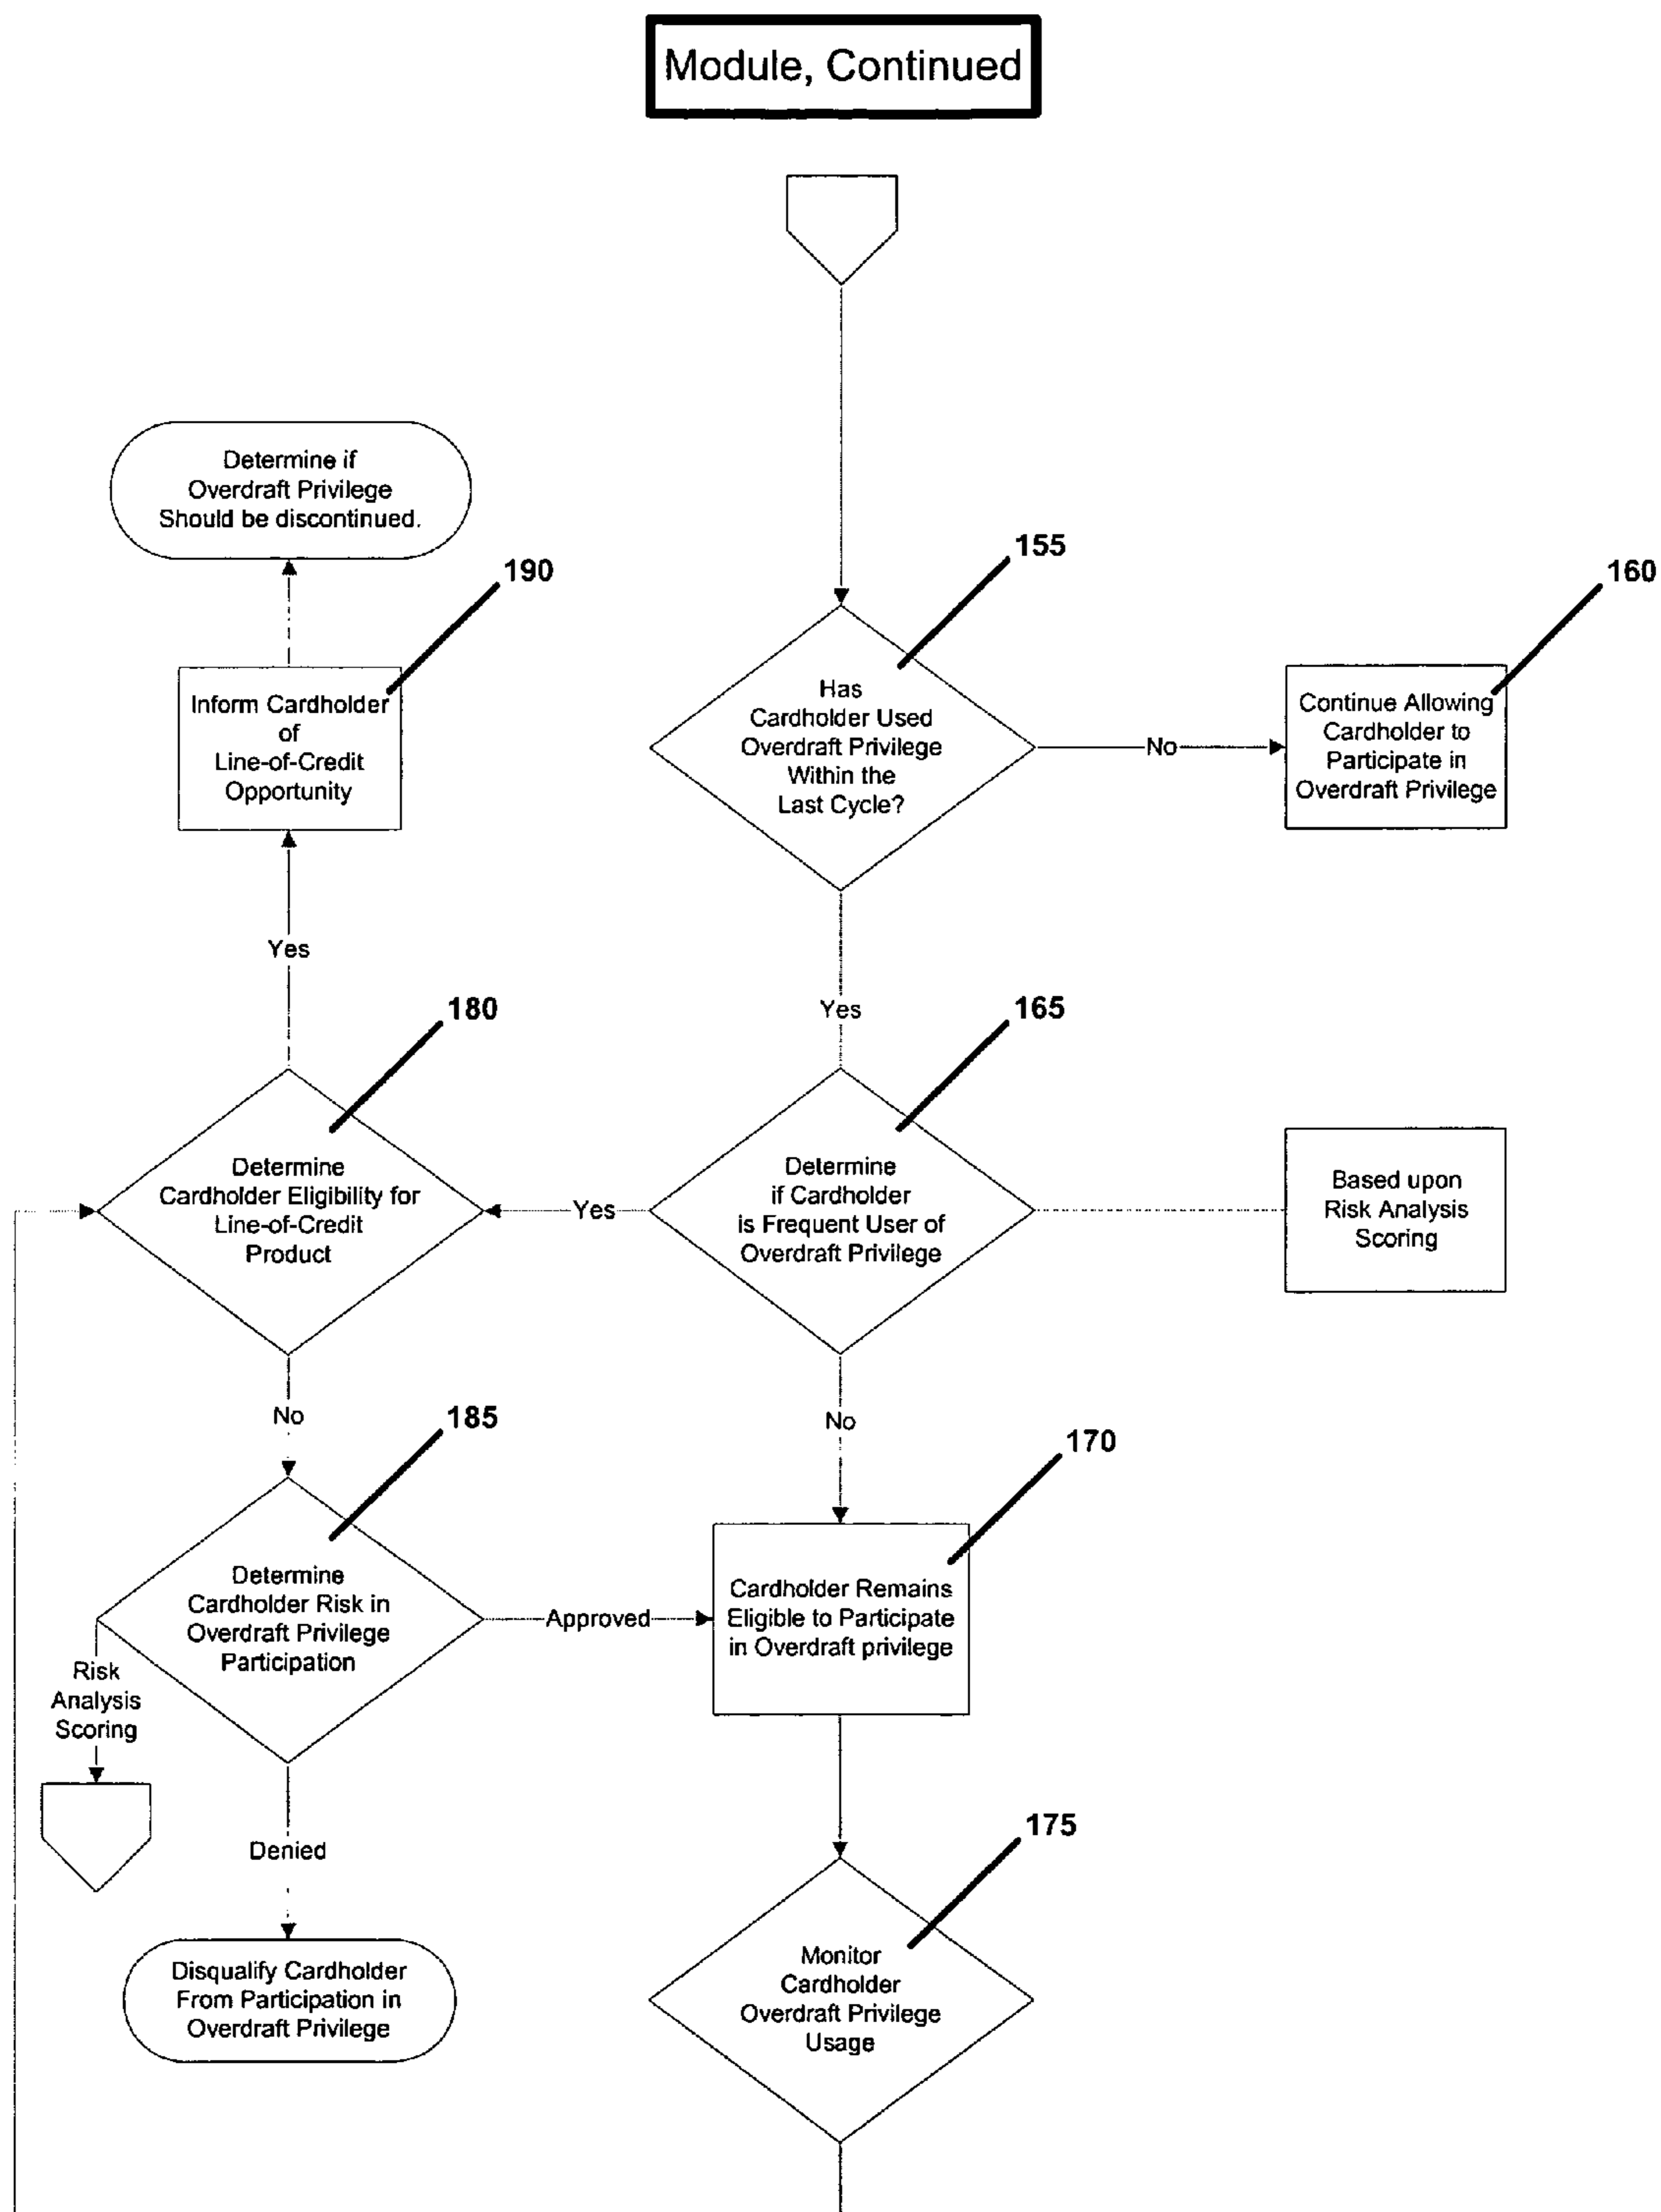 Module, Continued
Determine if
Overdraft Privilege
Should be discontinued.
190
155
160
Inform Cardholder
of
Line-of-Credit
Opportunity
Has
Cardholder Used
Overdraft Privilege
Within the
Last Cycle?
No
Continue Allowing
Cardholder to
Participate in
Overdraft Privilege
Yes
Yes
180
165
Determine
Cardholder Eligibility for
Line-of-Credit
Product
Yes
Determine
if Cardholder
is Frequent User of
Overdraft Privilege
Based upon
Risk Analysis
Scoring
No
No
185
170
Determine
Cardholder Risk in
Overdraft Privilege
Participation
Approved
Cardholder Remains
Eligible to Participate
in Overdraft privilege
Risk
Analysis
Scoring
Denied
175
Disqualify Cardholder
From Participation in
Overdraft Privilege
Monitor
Cardholder
Overdraft Privilege
Usage